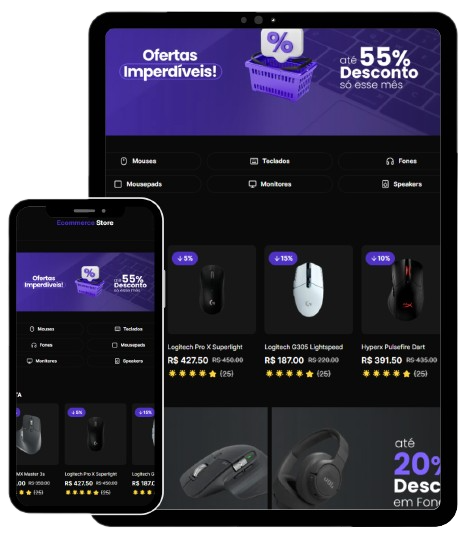 Ofertas
Imperdíveis!
%
até 55%
Desconto
só esse mês
Mouses
Teclados
Fones
Mousepads
Monitores
Speakers
↓5%
↓15%
↓10%
Logitech Pro X Superlight
Logitech G305 Lightspeed
Hyperx Pulsefire Dart
R$ 427.50 R$ 450.00
R$ 187.00 R$ 220.00
R$ 391.50 R$ 435.00
(25)
(25)
(25)
até
20%
Desc
em Fon
Ecommerce Store
Ofertas
Imperdíveis!
%
até 55%
Desconto
Mouses
Teclados
Fones
Mousepads
Monitores
Speakers
TA
↓5%
↓15%
MX Master 3s
Logitech Pro X Superlight
Logitech G
.00 R$ 350.00
R$ 427.50 R$ 450.00
R$ 187.0
(25)
(25)